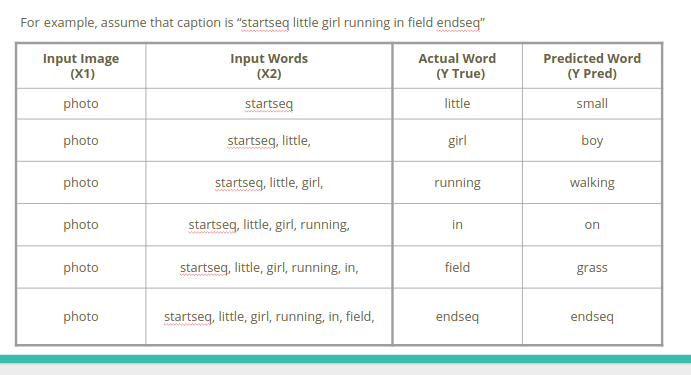 For example, assume that caption is “startseq little girl running in field endseq”
Input Image (X1) Input Words (X2) Actual Word (Y True) Predicted Word (Y Pred)
photo startseq little small
photo startseq, little, girl boy
photo startseq, little, girl, running walking
photo startseq, little, girl, running, in on
photo startseq, little, girl, running, in, field grass
photo startseq, little, girl, running, in, field, endseq endseq